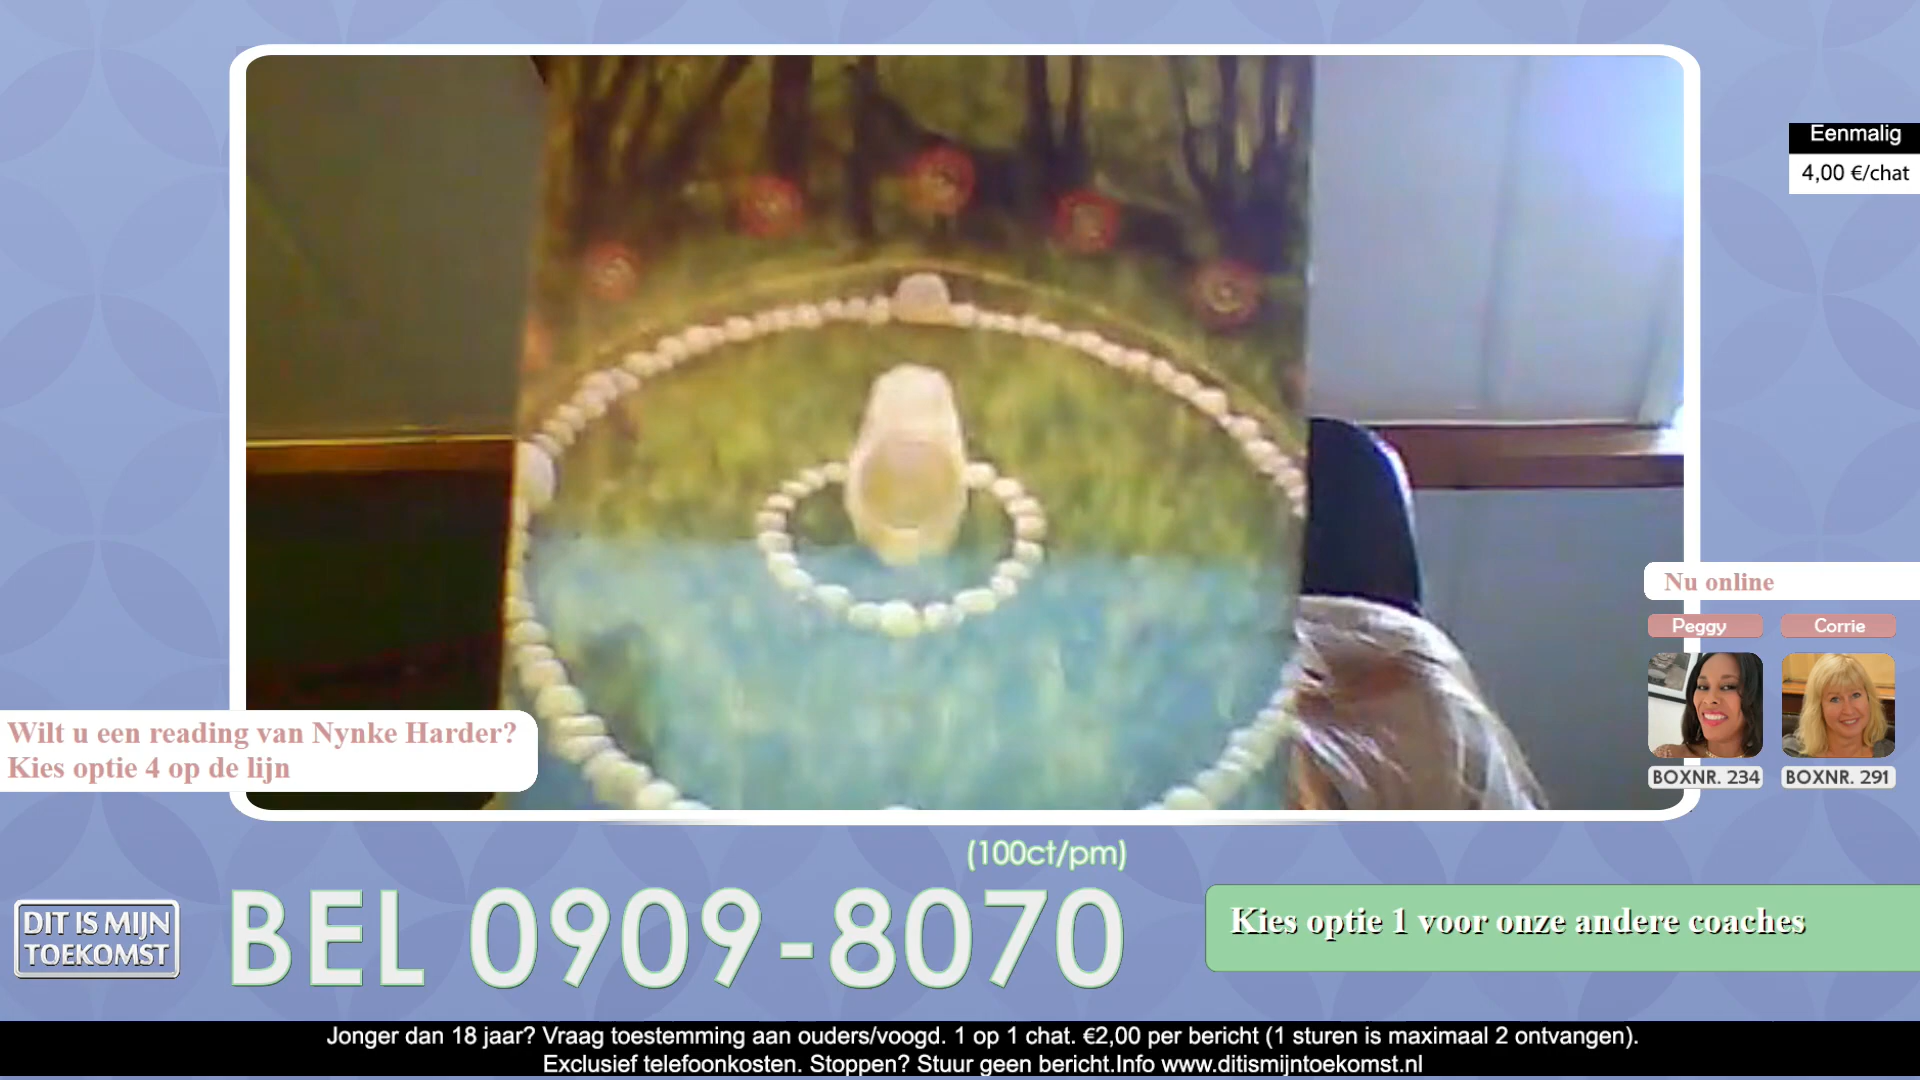 Eenmalig
4,00 €/chat
Nu online
Peggy
Corrie
BOXNR. 234
BOXNR. 291
Wilt u een reading van Nynke Harder?
Kies optie 4 op de lijn
(100ct/pm)
DIT IS MIJN
TOEKOMST
BEL 0909-8070
Kies optie 1 voor onze andere coaches
Jonger dan 18 jaar? Vraag toestemming aan ouders/voogd. 1 op 1 chat. €2,00 per bericht (1 sturen is maximaal 2 ontvangen).
Exclusief telefoonkosten. Stoppen? Stuur geen bericht.Info www.ditismijntoekomst.nl